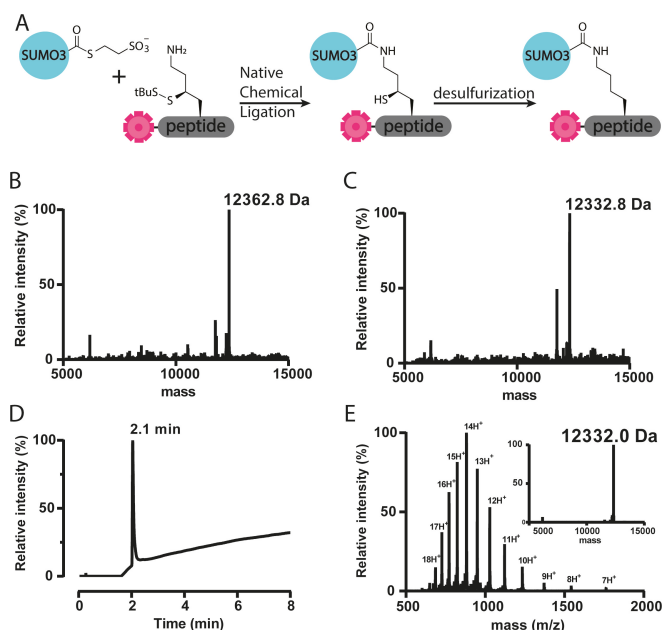 A
SUMO3
O
S
SO3-
+
NH2
tBuS
S
peptide
Native
Chemical
Ligation
SUMO3
O
NH
HS
peptide
desulfurization
SUMO3
O
NH
peptide
B
12362.8 Da
Relative intensity (%)
100
50
0
5000 10000 15000
mass
C
12332.8 Da
Relative intensity (%)
100
50
0
5000 10000 15000
mass
D
2.1 min
Relative intensity (%)
100
50
0
0 2 4 6 8
Time (min)
E
Relative intensity (%)
100
50
0
18H+
17H+
16H+
15H+
14H+
13H+
12H+
11H+
10H+
9H+
8H+
7H+
500 1000 1500 2000
mass (m/z)
12332.0 Da
100
50
0
5000 10000 15000
mass